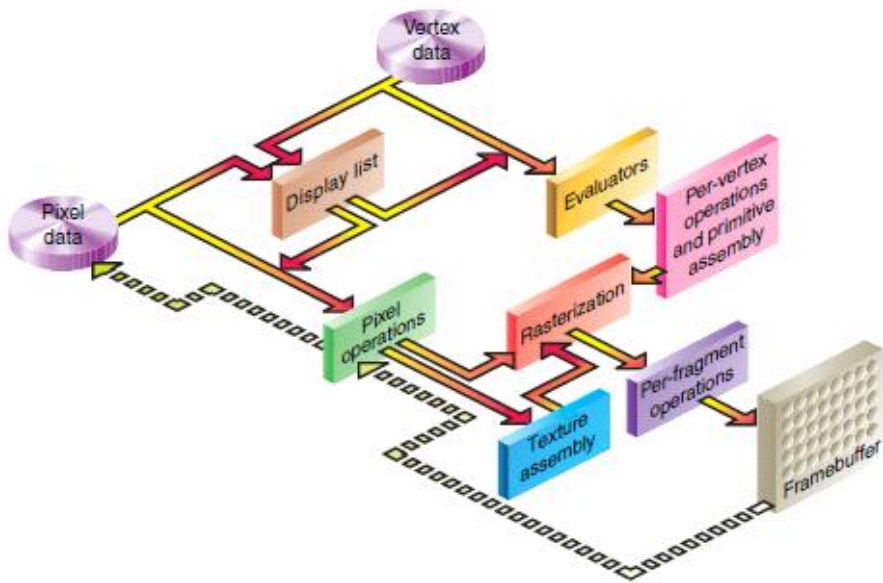 Vertex
data
Display list
Evaluators
Per-vertex
operations
and primitive
assembly
Pixel
data
Pixel
operations
Rasterization
Per-fragment
operations
Texture
assembly
Framebuffer